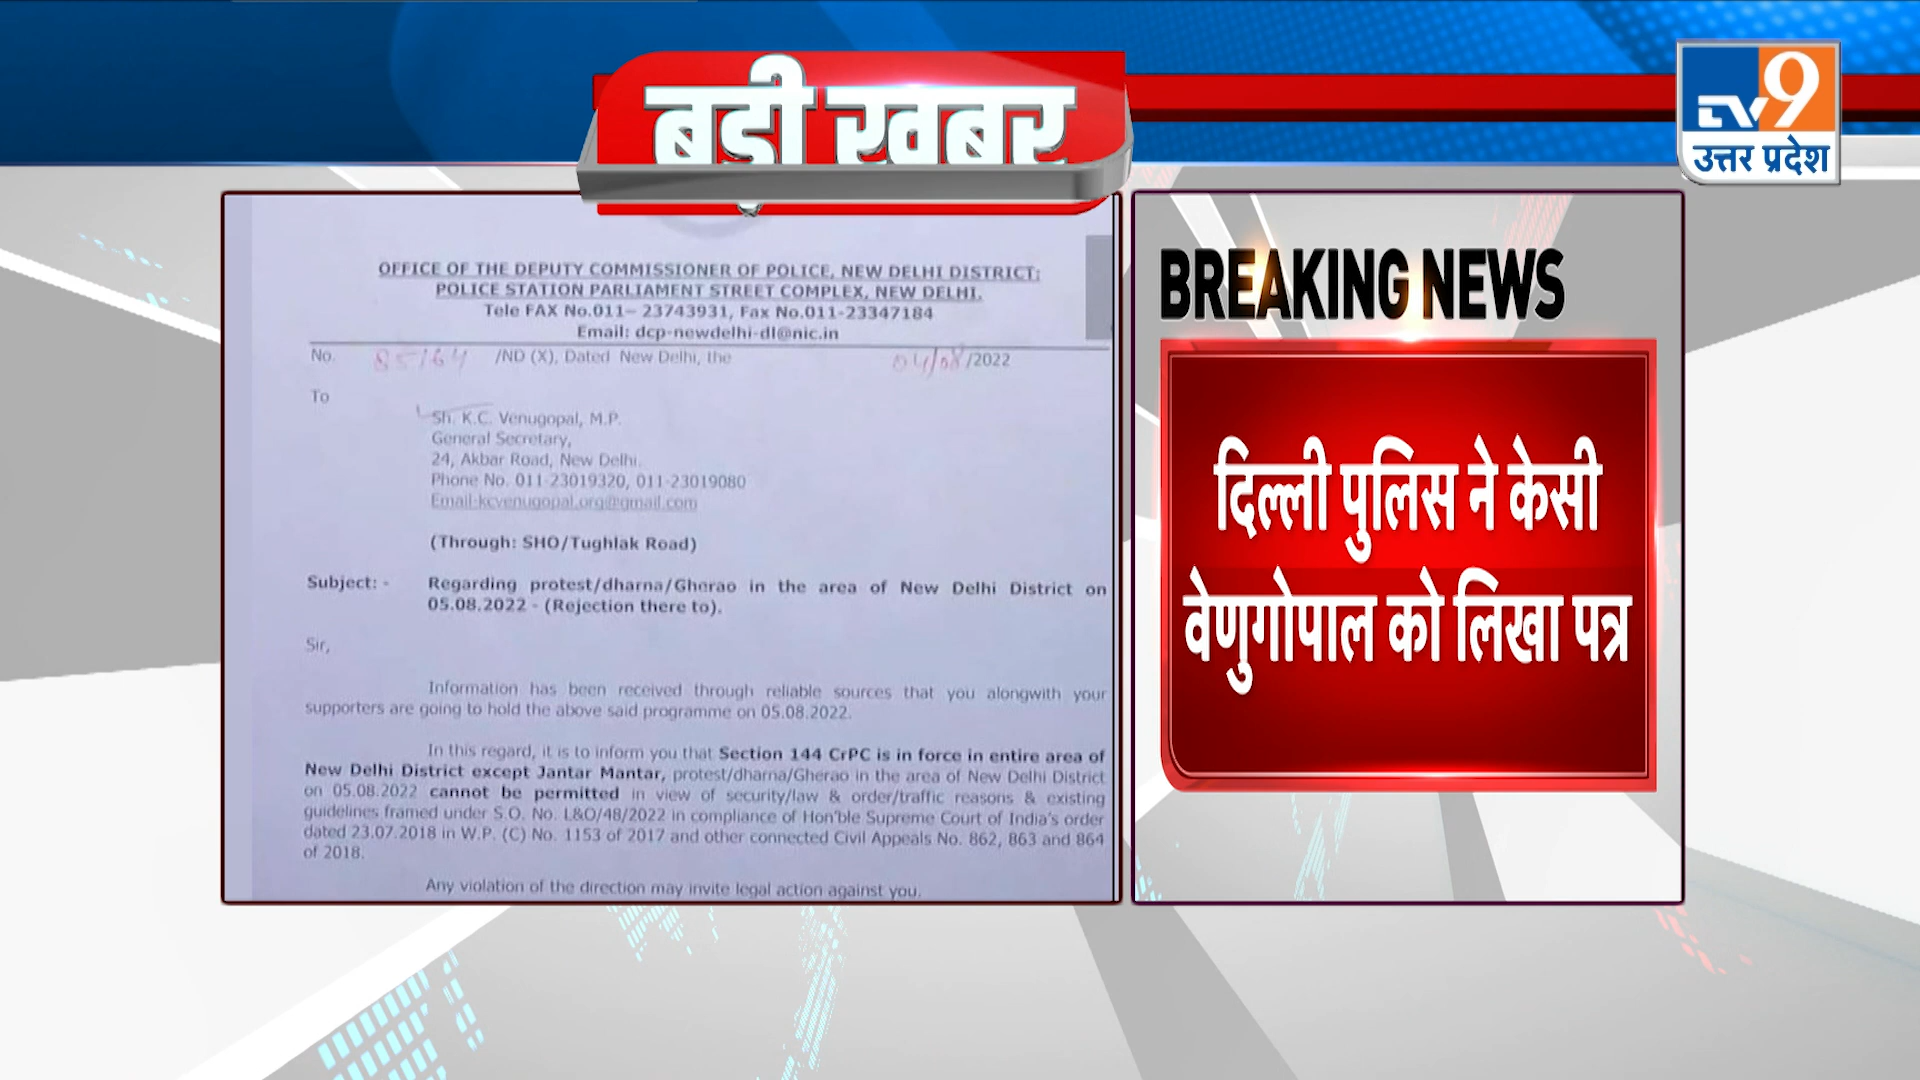 बड़ी ख़बर
TV9
उत्तर प्रदेश
OFFICE OF THE DEPUTY COMMISSIONER OF POLICE, NEW DELHI DISTRICT:
POLICE STATION PARLIAMENT STREET COMPLEX, NEW DELHI.
Tele FAX No.011– 23743931, Fax No.011-23347184
Email: dcp-newdelhi-dl@nic.in
No. 85164 /ND (X), Dated New Delhi, the 04/08/2022
To
Sh. K.C. Venugopal, M.P.
General Secretary,
24, Akbar Road, New Delhi.
Phone No. 011-23019320, 011-23019080
Email-kcvenugopal.org@gmail.com
(Through: SHO/Tughlak Road)
Subject: - Regarding protest/dharna/Gherao in the area of New Delhi District on
05.08.2022 - (Rejection there to).
Sir,
Information has been received through reliable sources that you alongwith your
supporters are going to hold the above said programme on 05.08.2022.
In this regard, it is to inform you that Section 144 CrPC is in force in entire area of
New Delhi District except Jantar Mantar, protest/dharna/Gherao in the area of New Delhi District
on 05.08.2022 cannot be permitted in view of security/law & order/traffic reasons & existing
guidelines framed under S.O. No. L&O/48/2022 in compliance of Hon'ble Supreme Court of India's order
dated 23.07.2018 in W.P. (C) No. 1153 of 2017 and other connected Civil Appeals No. 862, 863 and 864
of 2018.
Any violation of the direction may invite legal action against you.
BREAKING NEWS
दिल्ली पुलिस ने केसी
वेणुगोपाल को लिखा पत्र